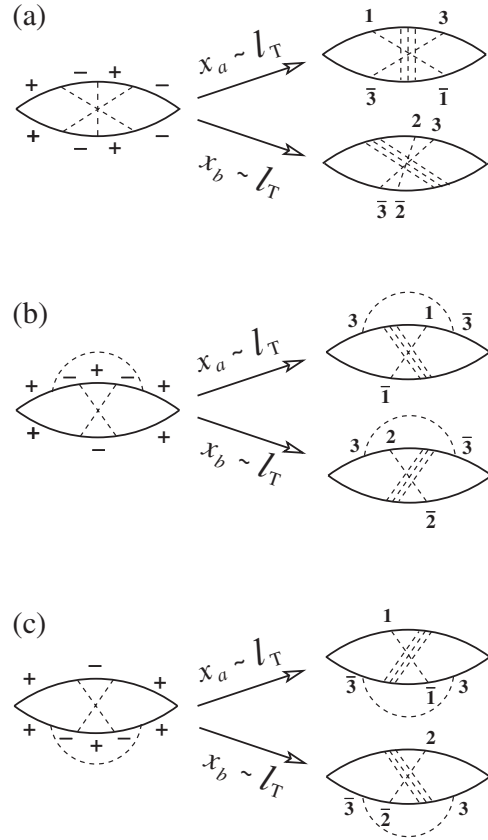 (a)
1 3
+ − + −
x_a ~ l_T
3̅ 1̅
+ − + −
2 3
x_b ~ l_T
3̅ 2̅
(b)
3 1 3̅
+ − + − +
x_a ~ l_T
1̅
+ − +
3 2 3̅
x_b ~ l_T
2̅
(c)
1
+ − +
x_a ~ l_T
3̅ 1̅ 3
+ − + − +
2
x_b ~ l_T
3̅ 2̅ 3